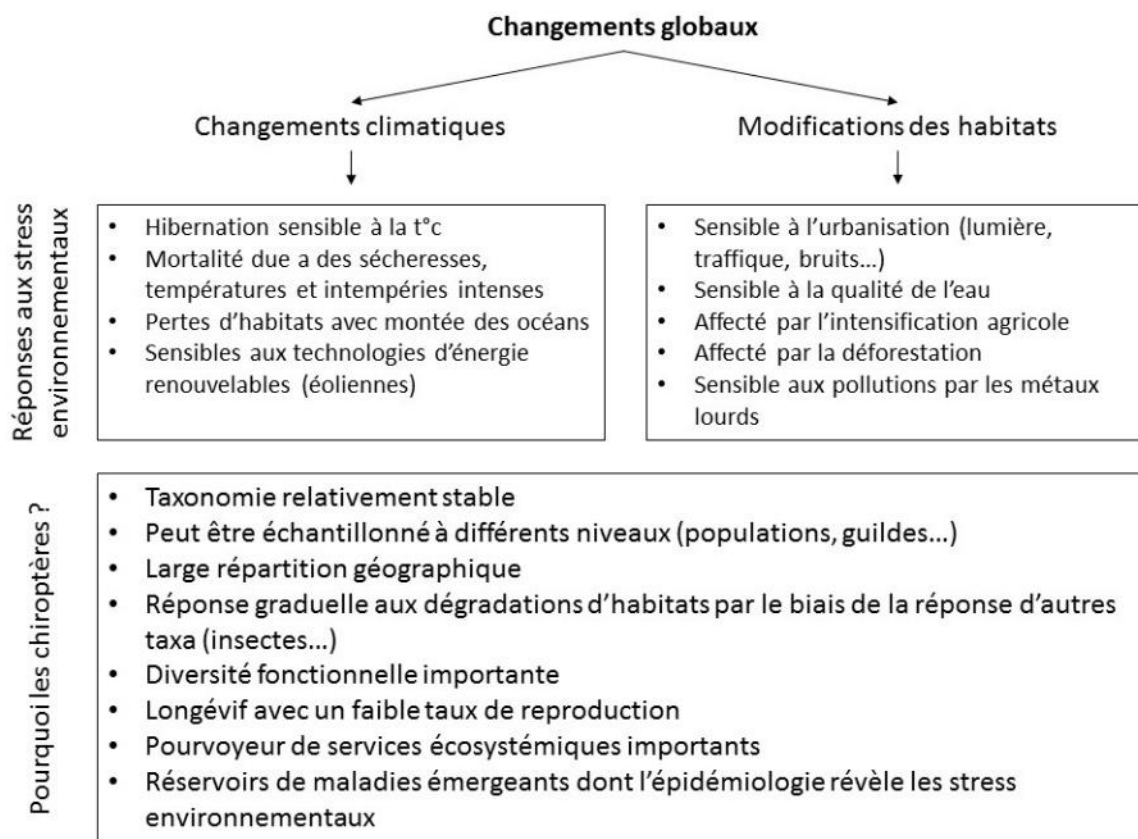 Changements globaux
Changements climatiques
Modifications des habitats
Réponses aux stress
environnementaux
• Hibernation sensible à la t°c
• Mortalité due a des sécheresses,
températures et intempéries intenses
• Pertes d'habitats avec montée des océans
• Sensibles aux technologies d'énergie
renouvelables (éoliennes)
• Sensible à l'urbanisation (lumière,
traffique, bruits…)
• Sensible à la qualité de l'eau
• Affecté par l'intensification agricole
• Affecté par la déforestation
• Sensible aux pollutions par les métaux
lourds
Pourquoi les chiroptères ?
• Taxonomie relativement stable
• Peut être échantillonné à différents niveaux (populations, guildes…)
• Large répartition géographique
• Réponse graduelle aux dégradations d'habitats par le biais de la réponse d'autres
taxa (insectes…)
• Diversité fonctionnelle importante
• Longévif avec un faible taux de reproduction
• Pourvoyeur de services écosystémiques importants
• Réservoirs de maladies émergeants dont l'épidémiologie révèle les stress
environnementaux